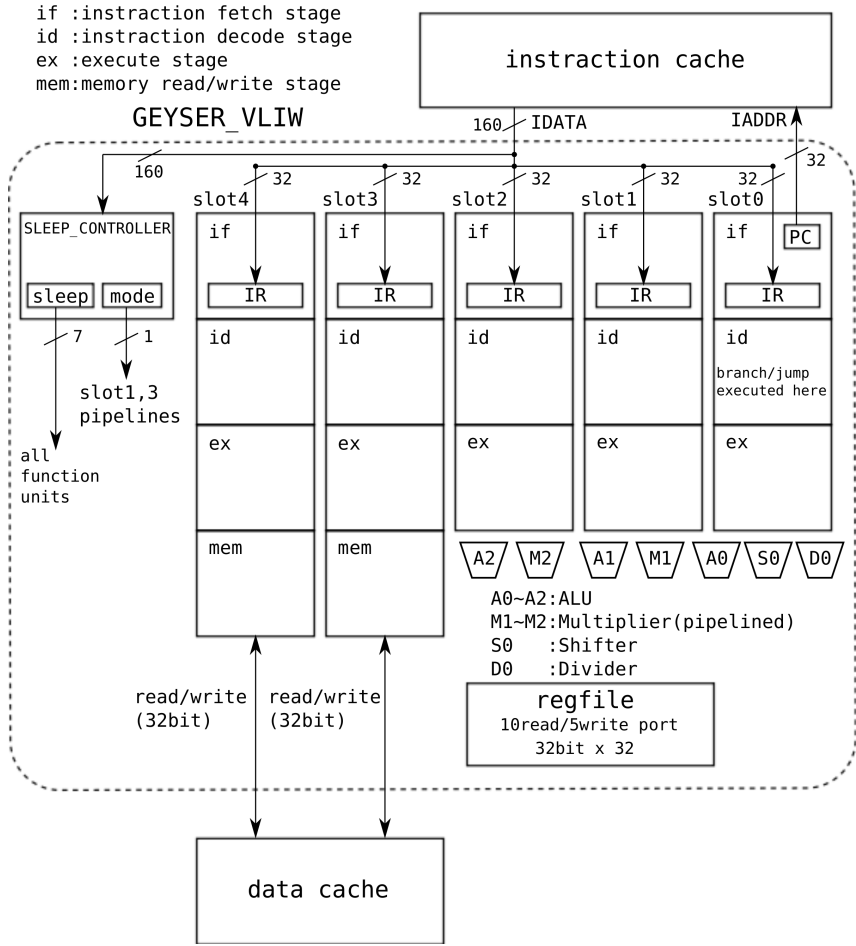 if :instraction fetch stage
id :instraction decode stage
ex :execute stage
mem:memory read/write stage
instraction cache
GEYSER_VLIW
160
IDATA
IADDR
160
32
32
32
32
32
32
slot4
slot3
slot2
slot1
slot0
SLEEP_CONTROLLER
if
if
if
if
if
PC
sleep
mode
IR
IR
IR
IR
IR
7
1
id
id
id
id
id
slot1,3
pipelines
branch/jump
executed here
all
function
units
ex
ex
ex
ex
ex
mem
mem
A2
M2
A1
M1
A0
S0
D0
A0~A2:ALU
M1~M2:Multiplier(pipelined)
S0   :Shifter
D0   :Divider
read/write
(32bit)
read/write
(32bit)
regfile
10read/5write port
32bit x 32
data cache